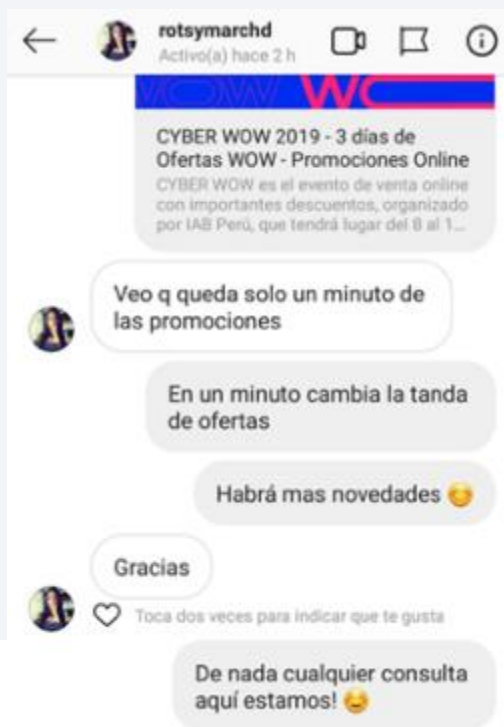 rotsymarchd
Activo(a) hace 2 h
WOW WO
CYBER WOW 2019 - 3 días de
Ofertas WOW - Promociones Online
CYBER WOW es el evento de venta online
con importantes descuentos, organizado
por IAB Perú, que tendrá lugar del 8 al 1...
Veo q queda solo un minuto de
las promociones
En un minuto cambia la tanda
de ofertas
Habrá mas novedades 😊
Gracias
Toca dos veces para indicar que te gusta
De nada cualquier consulta
aquí estamos! 😊